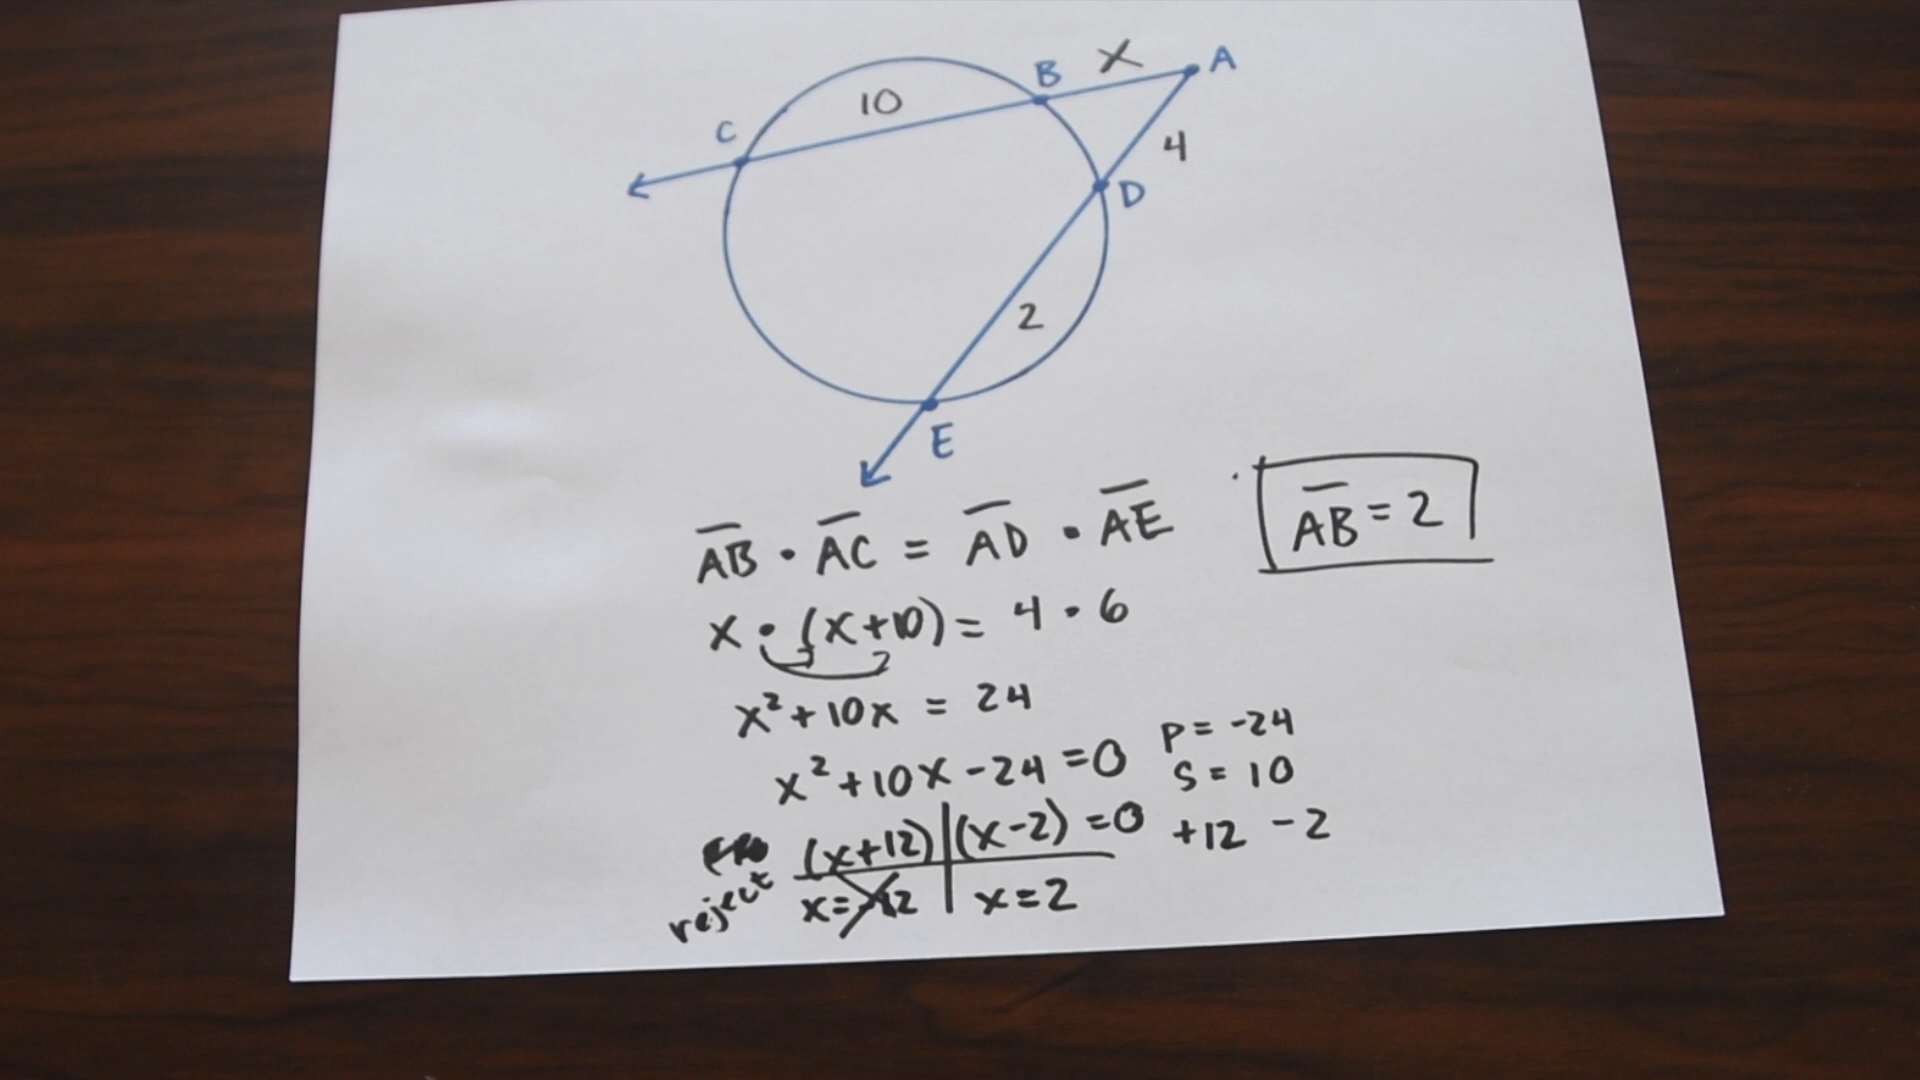 X A
B
10
C
4
D
2
E
AB · AC = AD · AE
AB = 2
x · (x+10) = 4 · 6
x² + 10x = 24
x² + 10x - 24 = 0
P = -24
S = 10
(x+12) | (x-2) = 0
+12 -2
reject x = -12 | x = 2